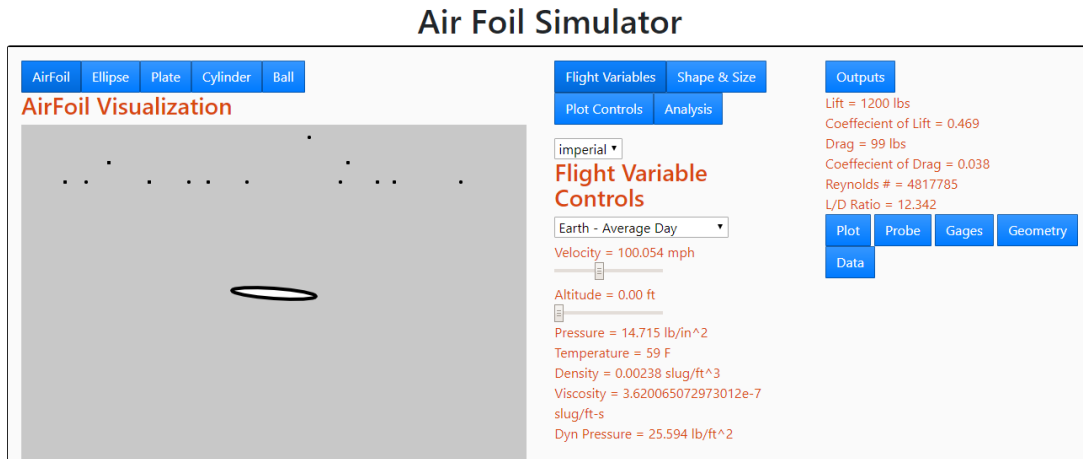 Air Foil Simulator
AirFoil Ellipse Plate Cylinder Ball
AirFoil Visualization
Flight Variables Shape & Size
Plot Controls Analysis
imperial
Flight Variable
Controls
Earth - Average Day
Velocity = 100.054 mph
Altitude = 0.00 ft
Pressure = 14.715 lb/in^2
Temperature = 59 F
Density = 0.00238 slug/ft^3
Viscosity = 3.620065072973012e-7
slug/ft-s
Dyn Pressure = 25.594 lb/ft^2
Outputs
Lift = 1200 lbs
Coeffecient of Lift = 0.469
Drag = 99 lbs
Coeffecient of Drag = 0.038
Reynolds # = 4817785
L/D Ratio = 12.342
Plot Probe Gages Geometry
Data